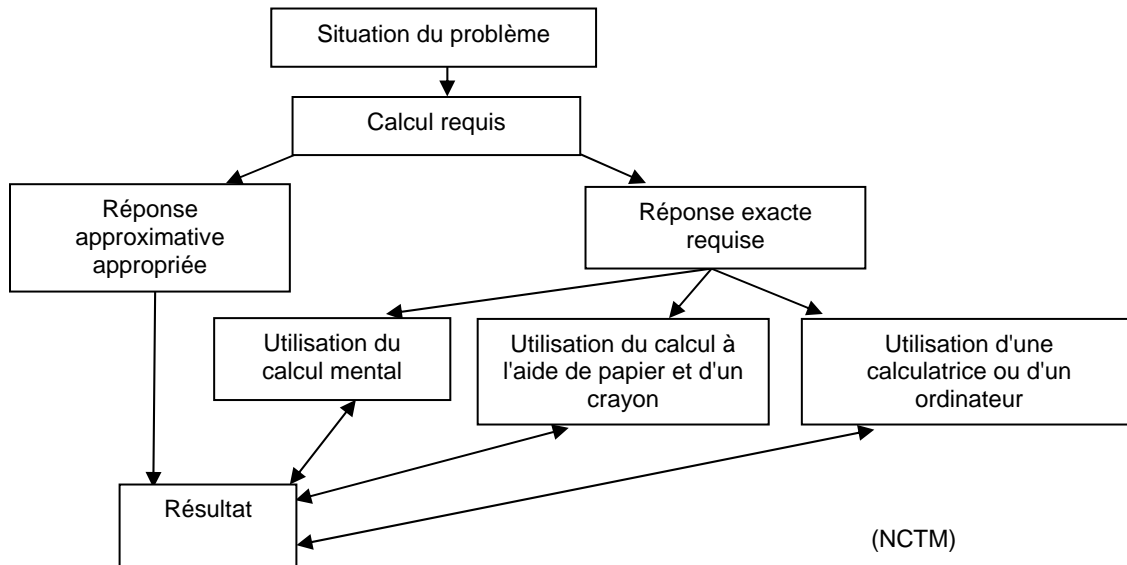 Situation du problème
Calcul requis
Réponse
approximative
appropriée
Réponse exacte
requise
Utilisation du
calcul mental
Utilisation du calcul à
l'aide de papier et d'un
crayon
Utilisation d'une
calculatrice ou d'un
ordinateur
Résultat
(NCTM)